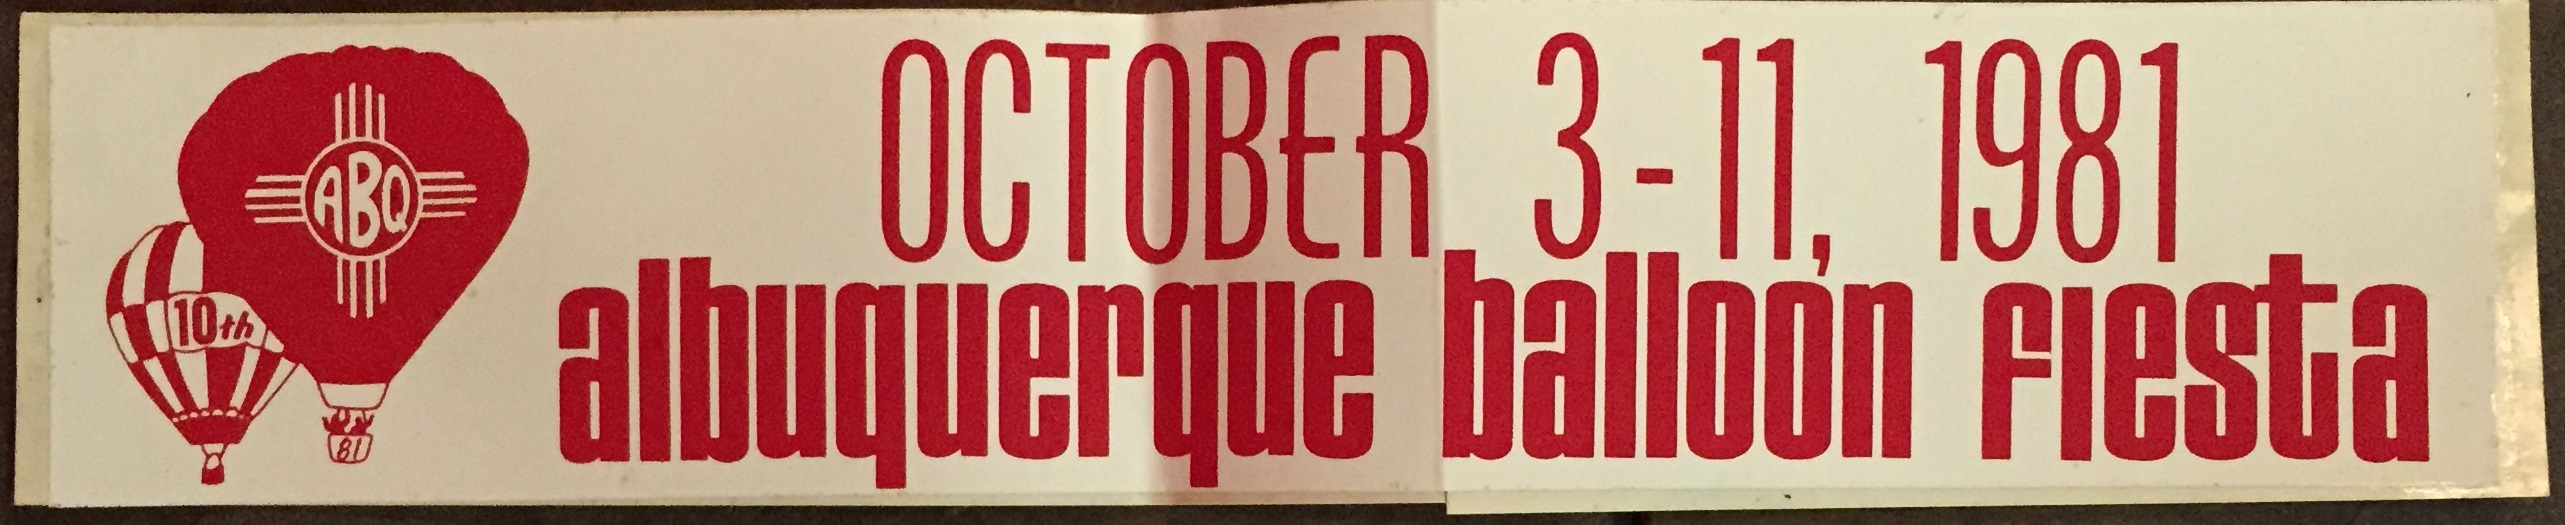 OCTOBER 3-11, 1981
albuquerque balloon fiesta
ABQ
10th
81